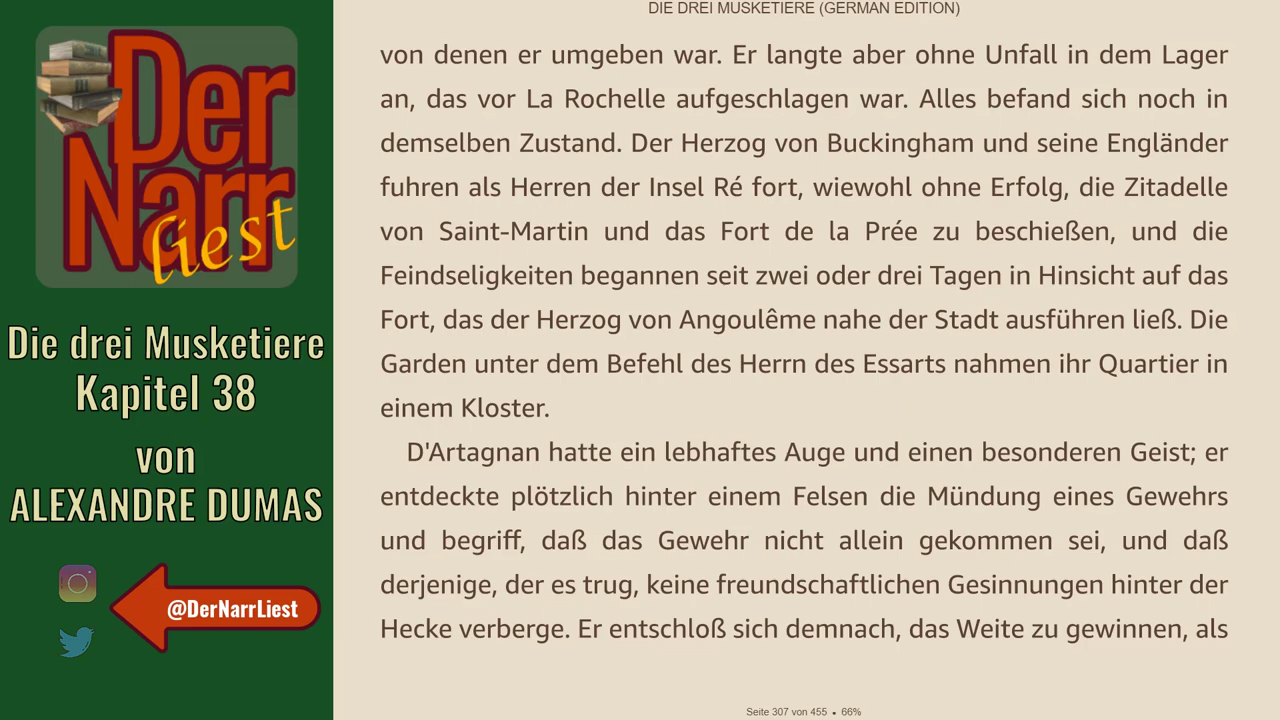 Der
Narr
liest
Die drei Musketiere
Kapitel 38
von
ALEXANDRE DUMAS
@DerNarrLiest
DIE DREI MUSKETIERE (GERMAN EDITION)
von denen er umgeben war. Er langte aber ohne Unfall in dem Lager
an, das vor La Rochelle aufgeschlagen war. Alles befand sich noch in
demselben Zustand. Der Herzog von Buckingham und seine Engländer
fuhren als Herren der Insel Ré fort, wiewohl ohne Erfolg, die Zitadelle
von Saint-Martin und das Fort de la Prée zu beschießen, und die
Feindseligkeiten begannen seit zwei oder drei Tagen in Hinsicht auf das
Fort, das der Herzog von Angoulême nahe der Stadt ausführen ließ. Die
Garden unter dem Befehl des Herrn des Essarts nahmen ihr Quartier in
einem Kloster.
D'Artagnan hatte ein lebhaftes Auge und einen besonderen Geist; er
entdeckte plötzlich hinter einem Felsen die Mündung eines Gewehrs
und begriff, daß das Gewehr nicht allein gekommen sei, und daß
derjenige, der es trug, keine freundschaftlichen Gesinnungen hinter der
Hecke verberge. Er entschloß sich demnach, das Weite zu gewinnen, als
Seite 307 von 455 • 66%